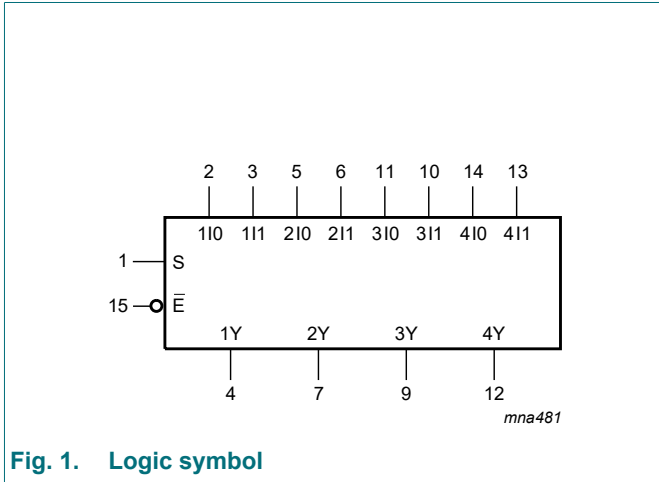 2 3 5 6 11 10 14 13
1I0 1I1 2I0 2I1 3I0 3I1 4I0 4I1
1 S
15 E̅
1Y 2Y 3Y 4Y
4 7 9 12
mna481
Fig. 1. Logic symbol